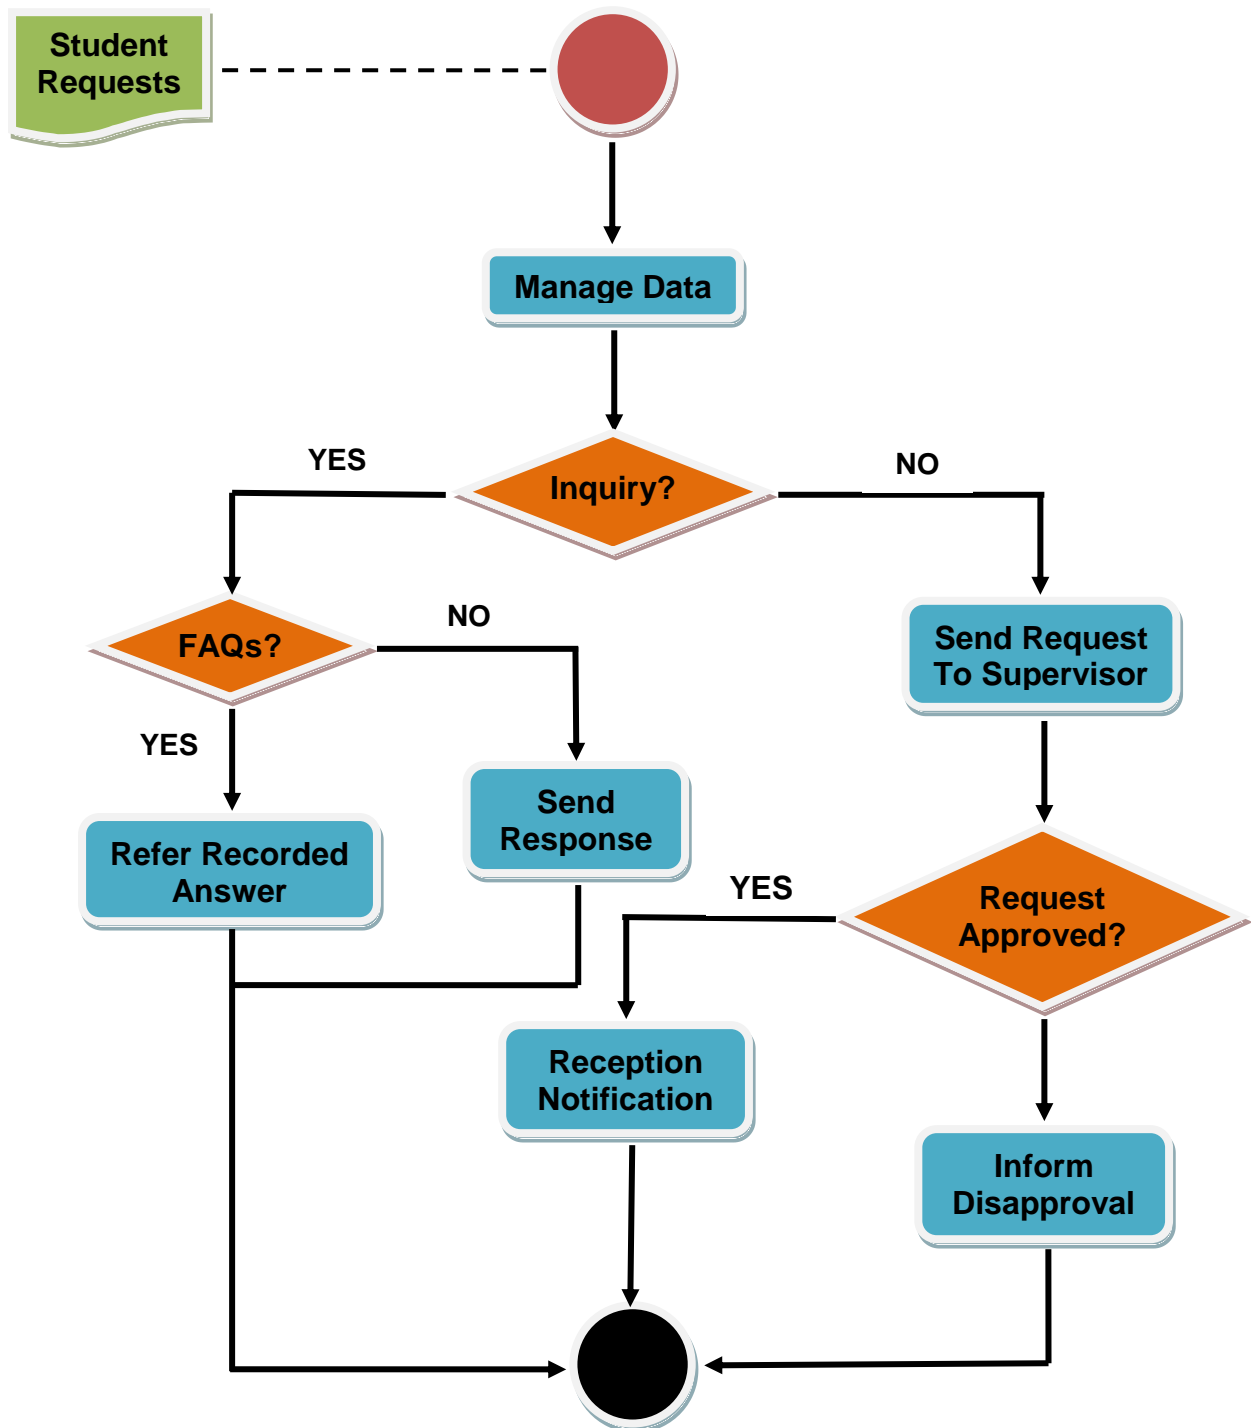 Student
Requests
Manage Data
YES
Inquiry?
NO
FAQs?
NO
Send Request
To Supervisor
YES
Send
Response
Refer Recorded
Answer
YES
Request
Approved?
Reception
Notification
Inform
Disapproval